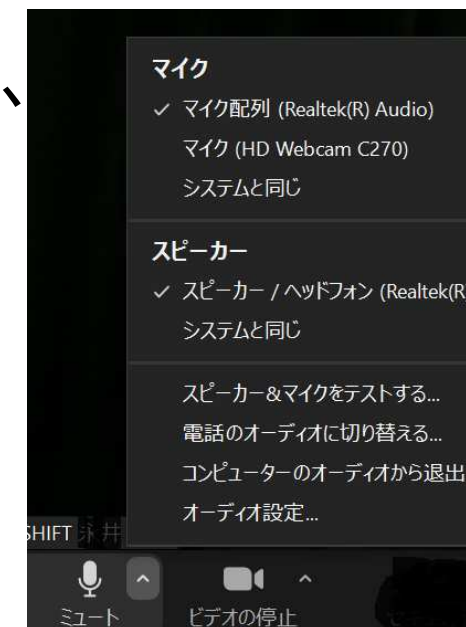 、
マイク
✓ マイク配列 (Realtek(R) Audio)
マイク (HD Webcam C270)
システムと同じ
スピーカー
✓ スピーカー / ヘッドフォン (Realtek(R
システムと同じ
スピーカー&マイクをテストする...
電話のオーディオに切り替える...
コンピューターのオーディオから退出
オーディオ設定...
SHIFT 永井
ミュート
ビデオの停止